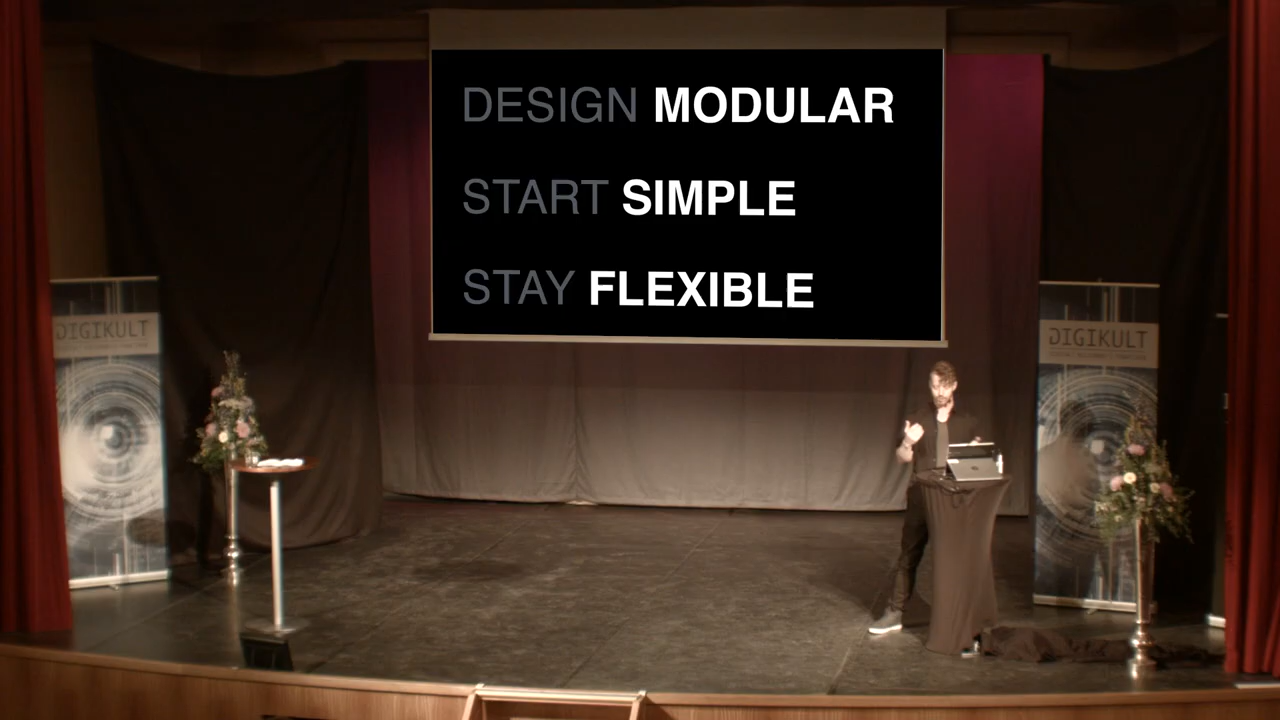 DESIGN MODULAR
START SIMPLE
STAY FLEXIBLE
DIGIKULT
DIGIKULT